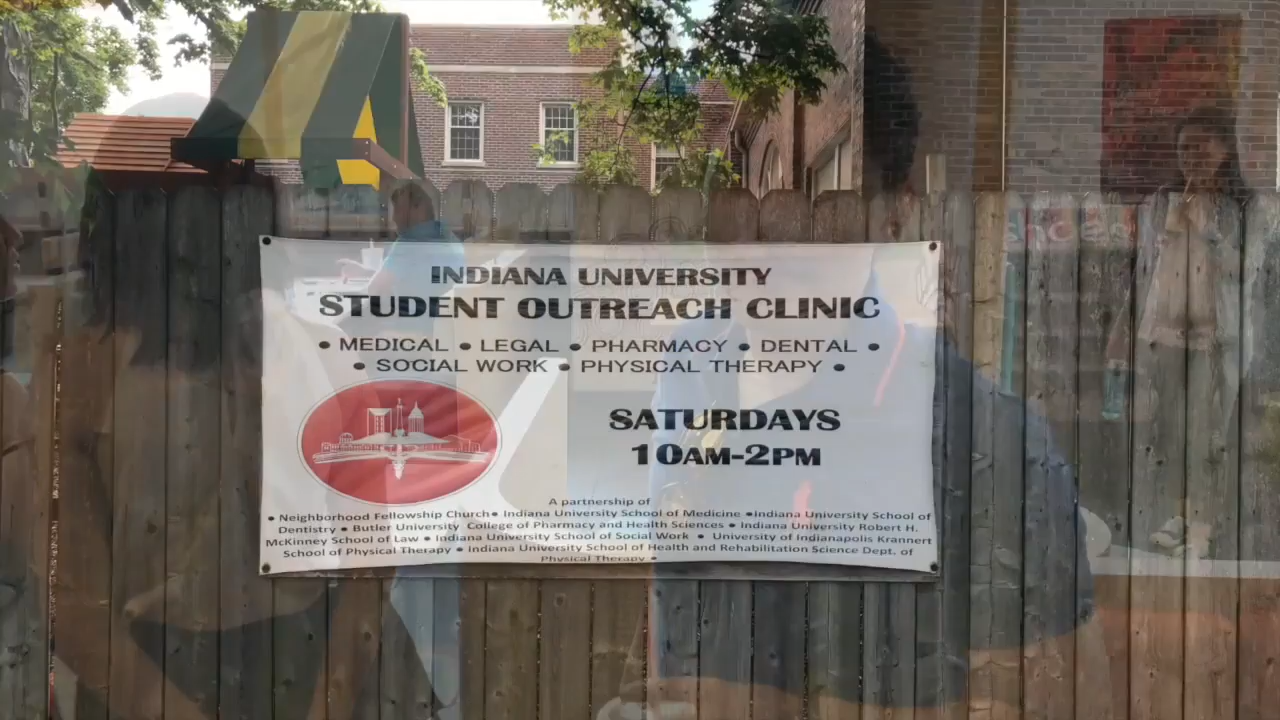 INDIANA UNIVERSITY
STUDENT OUTREACH CLINIC
• MEDICAL • LEGAL • PHARMACY • DENTAL •
• SOCIAL WORK • PHYSICAL THERAPY •
SATURDAYS
10AM-2PM
A partnership of
• Neighborhood Fellowship Church• Indiana University School of Medicine •Indiana University School of
Dentistry • Butler University College of Pharmacy and Health Sciences • Indiana University Robert H.
McKinney School of Law • Indiana University School of Social Work • University of Indianapolis Krannert
School of Physical Therapy • Indiana University School of Health and Rehabilitation Science Dept. of
Physical Therapy •